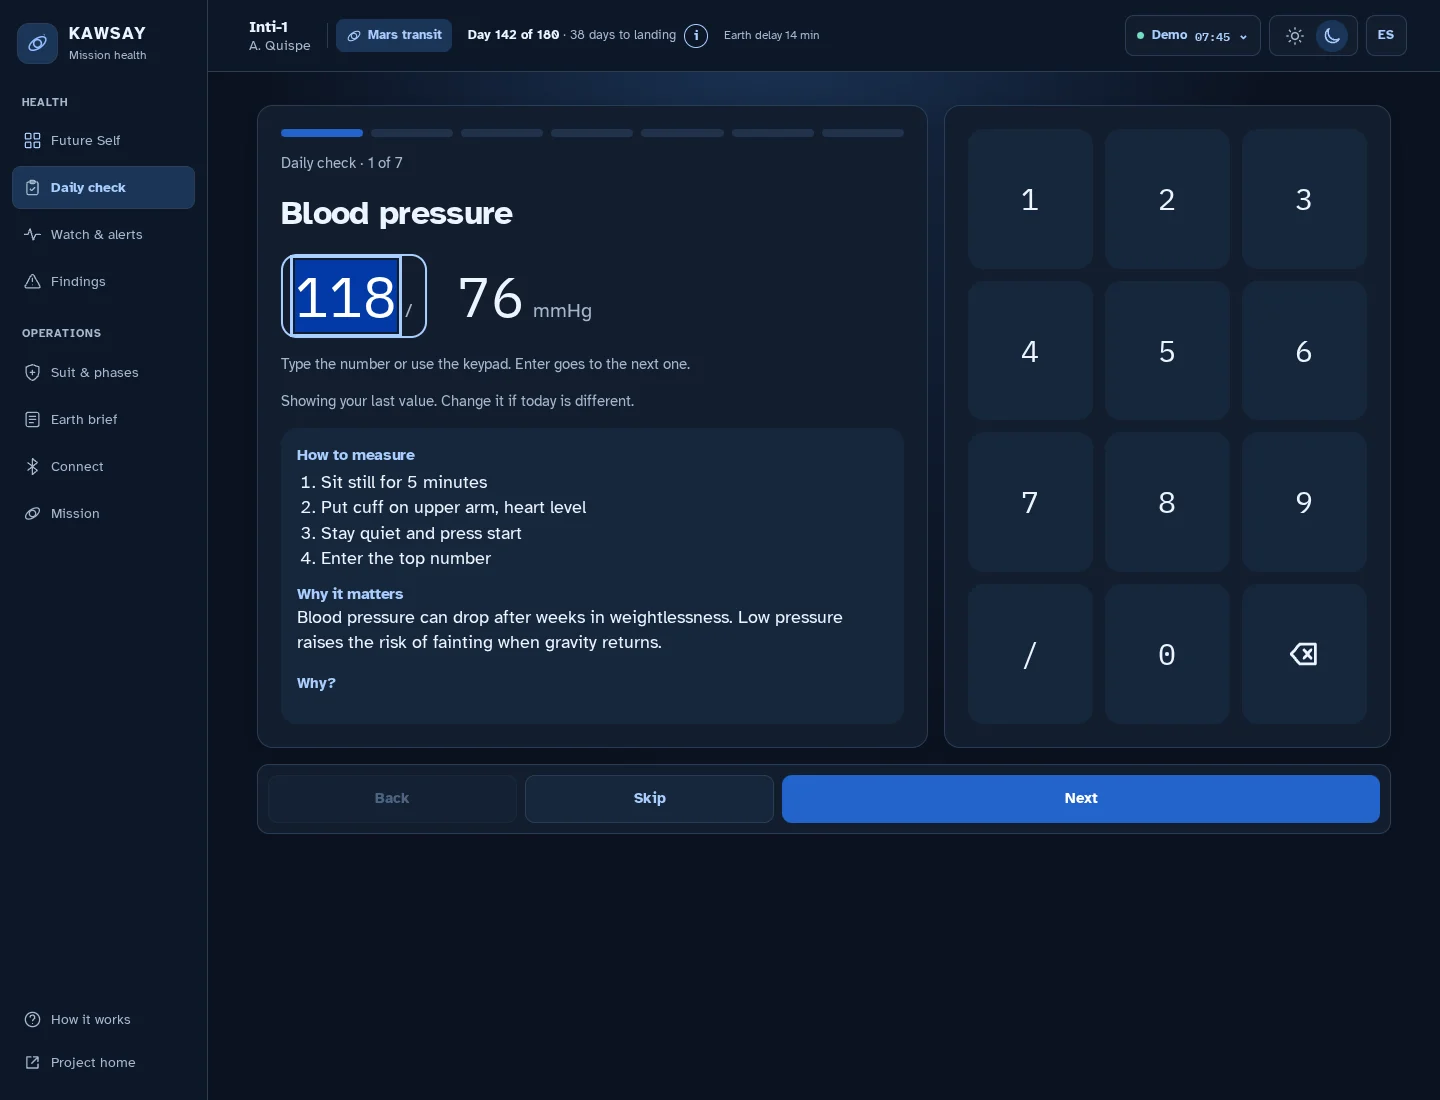 KAWSAY
Mission health
HEALTH
Future Self
Daily check
Watch & alerts
Findings
OPERATIONS
Suit & phases
Earth brief
Connect
Mission
How it works
Project home
Inti-1
A. Quispe
Mars transit
Day 142 of 180 · 38 days to landing
i
Earth delay 14 min
Demo 07:45
ES
Daily check · 1 of 7
Blood pressure
118 / 76 mmHg
Type the number or use the keypad. Enter goes to the next one.
Showing your last value. Change it if today is different.
How to measure
1. Sit still for 5 minutes
2. Put cuff on upper arm, heart level
3. Stay quiet and press start
4. Enter the top number
Why it matters
Blood pressure can drop after weeks in weightlessness. Low pressure
raises the risk of fainting when gravity returns.
Why?
1 2 3
4 5 6
7 8 9
/ 0
Back
Skip
Next